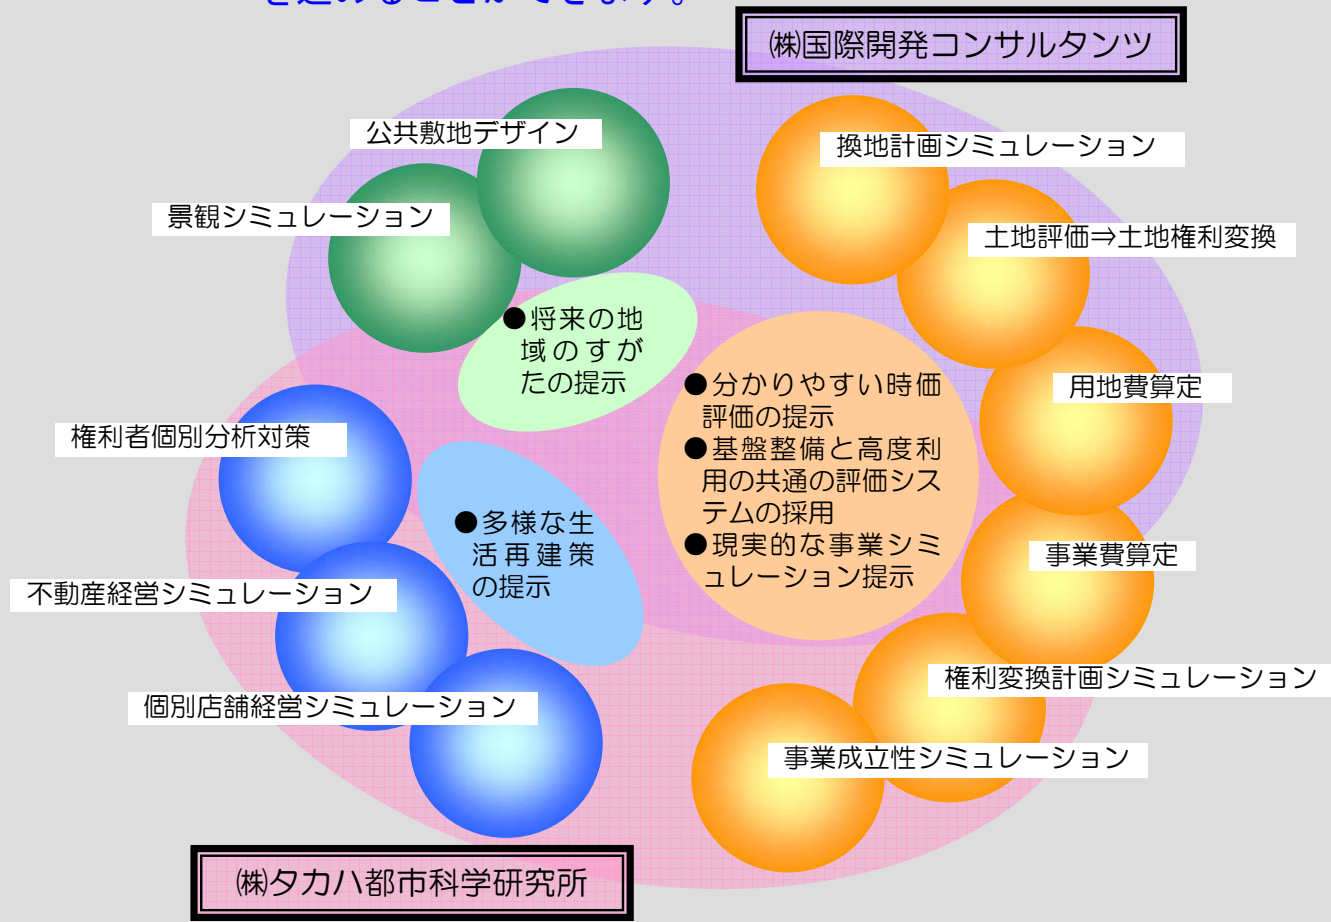 を進めることができます。
㈱国際開発コンサルタンツ
公共敷地デザイン
換地計画シミュレーション
景観シミュレーション
土地評価⇒土地権利変換
●将来の地
域のすが
たの提示
●分かりやすい時価
評価の提示
●基盤整備と高度利
用の共通の評価シス
テムの採用
●現実的な事業シミ
ュレーション提示
用地費算定
権利者個別分析対策
●多様な生
活再建策
の提示
事業費算定
不動産経営シミュレーション
権利変換計画シミュレーション
個別店舗経営シミュレーション
事業成立性シミュレーション
㈱タカハ都市科学研究所